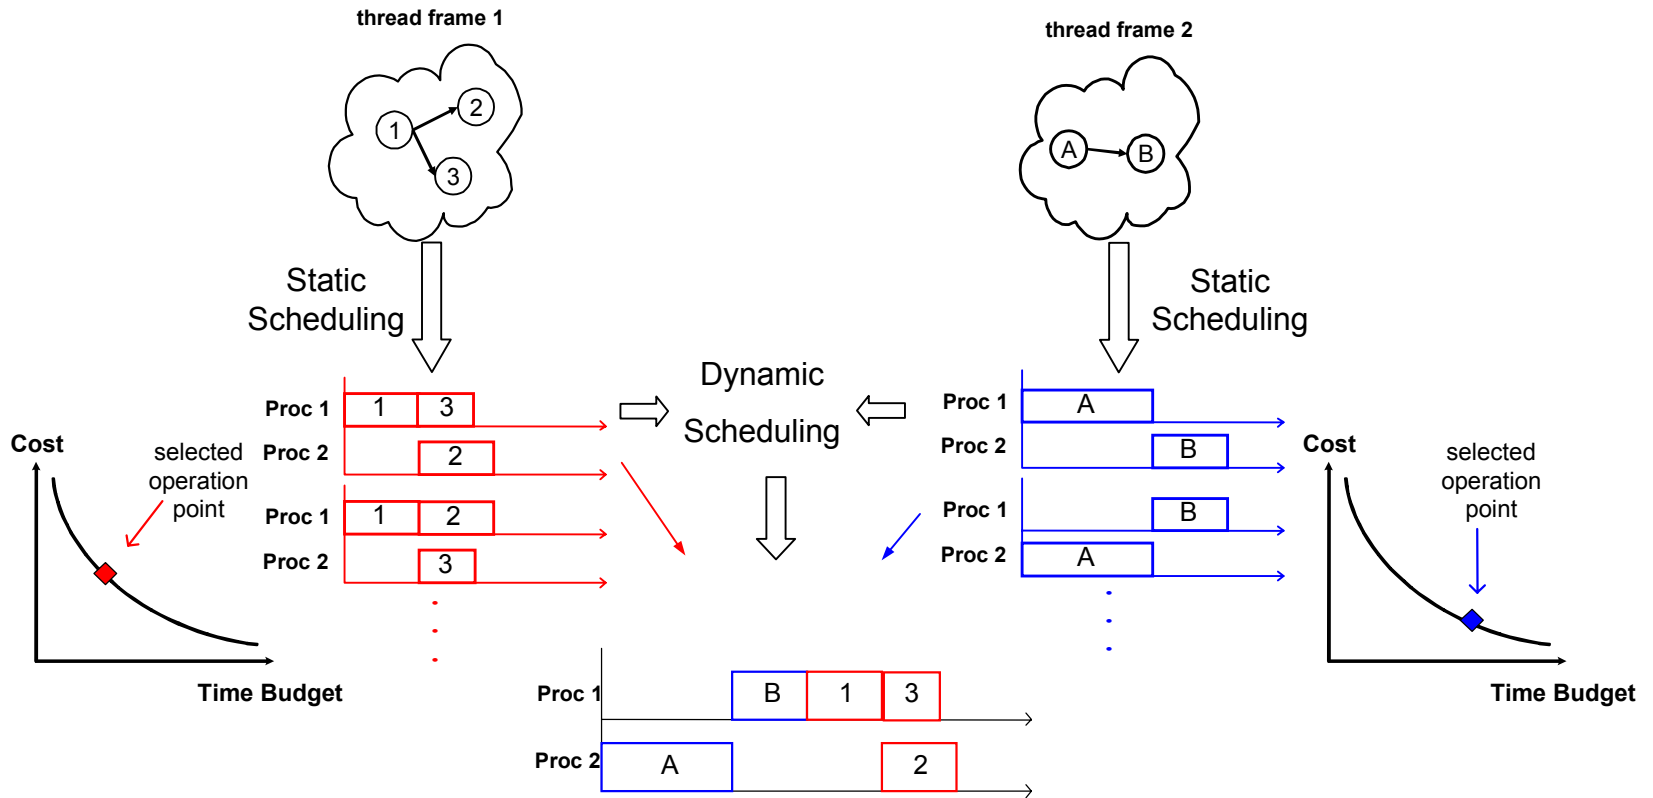 thread frame 1
thread frame 2
1
2
3
A
B
Static
Scheduling
Static
Scheduling
Dynamic
Scheduling
Proc 1
1
3
Proc 2
2
Proc 1
1
2
Proc 2
3
Proc 1
A
Proc 2
B
Proc 1
B
Proc 2
A
Cost
selected
operation
point
Time Budget
Cost
selected
operation
point
Time Budget
Proc 1
B
1
3
Proc 2
A
2